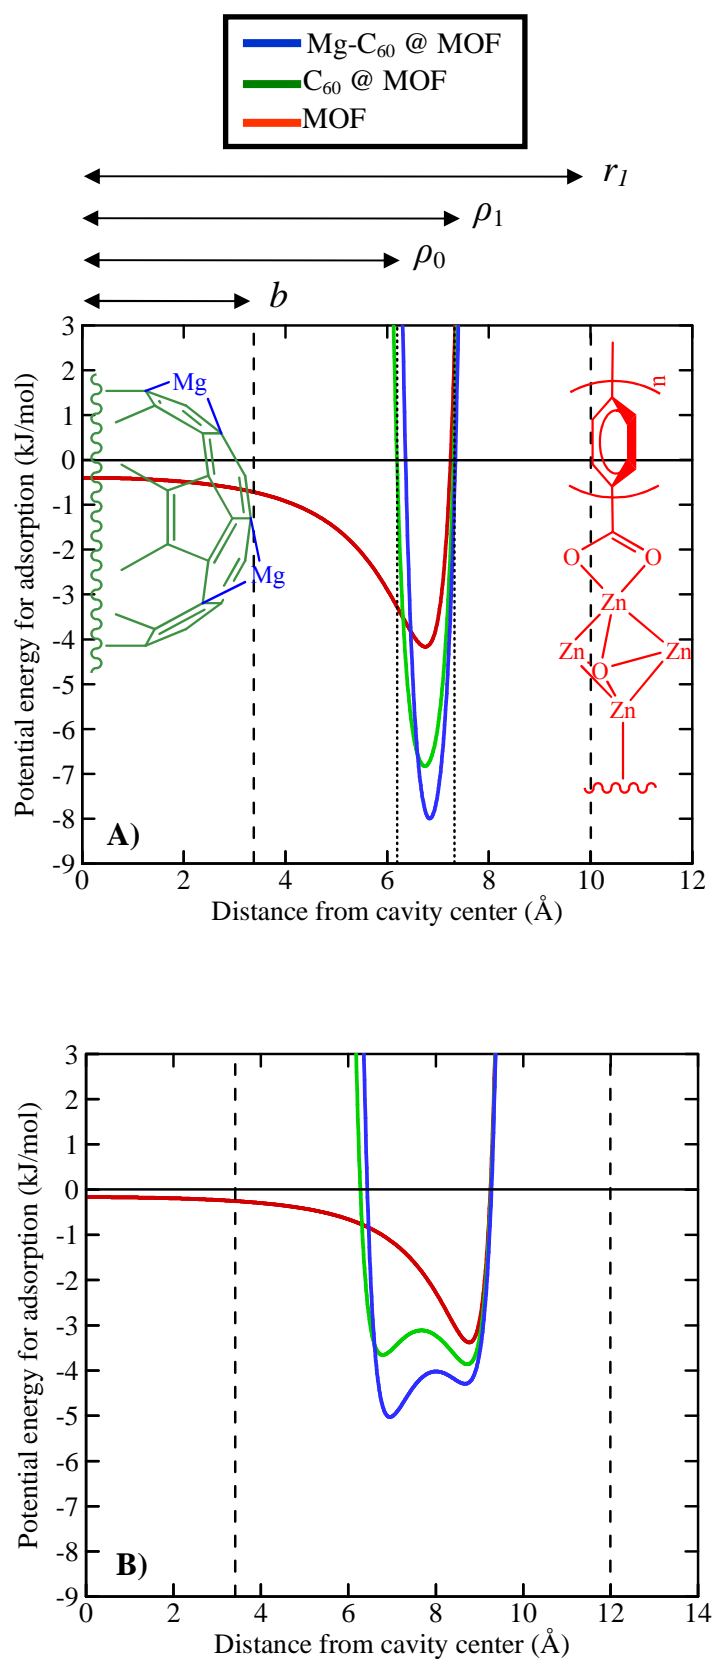 Mg-C₆₀ @ MOF
C₆₀ @ MOF
MOF
r₁
ρ₁
ρ₀
b
Potential energy for adsorption (kJ/mol)
3
2
1
0
-1
-2
-3
-4
-5
-6
-7
-8
-9
Mg
Mg
n
O
O
Zn
Zn
Zn
O
Zn
A)
0
2
4
6
8
10
12
Distance from cavity center (Å)
Potential energy for adsorption (kJ/mol)
3
2
1
0
-1
-2
-3
-4
-5
-6
-7
-8
-9
B)
0
2
4
6
8
10
12
14
Distance from cavity center (Å)